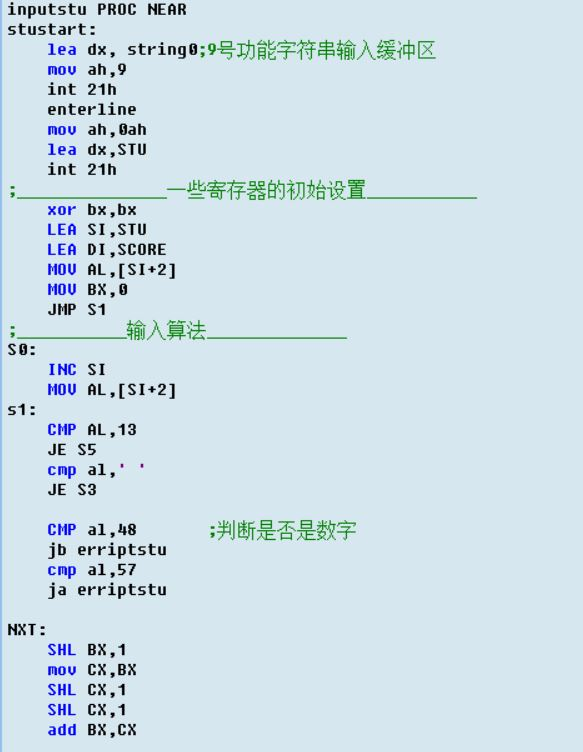 inputstu PROC NEAR
stustart:
lea dx, string0;9号功能字符串输入缓冲区
mov ah,9
int 21h
enterline
mov ah,0ah
lea dx,STU
int 21h
;_______________一些寄存器的初始设置___________
xor bx,bx
LEA SI,STU
LEA DI,SCORE
MOV AL,[SI+2]
MOV BX,0
JMP S1
;___________输入算法______________
S0:
INC SI
MOV AL,[SI+2]
s1:
CMP AL,13
JE S5
cmp al,' '
JE S3
CMP al,48 ;判断是否是数字
jb erriptstu
cmp al,57
ja erriptstu
NXT:
SHL BX,1
mov CX,BX
SHL CX,1
SHL CX,1
add BX,CX